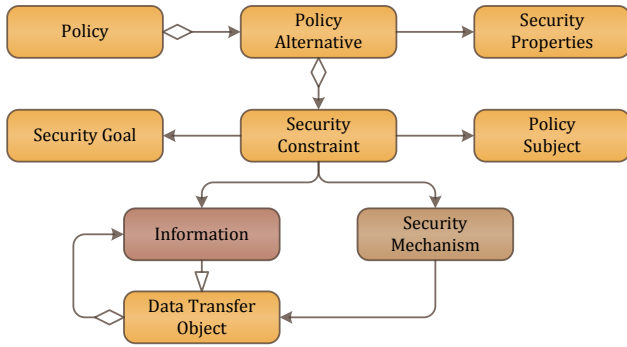 Policy
Policy
Alternative
Security
Properties
Security Goal
Security
Constraint
Policy
Subject
Information
Security
Mechanism
Data Transfer
Object